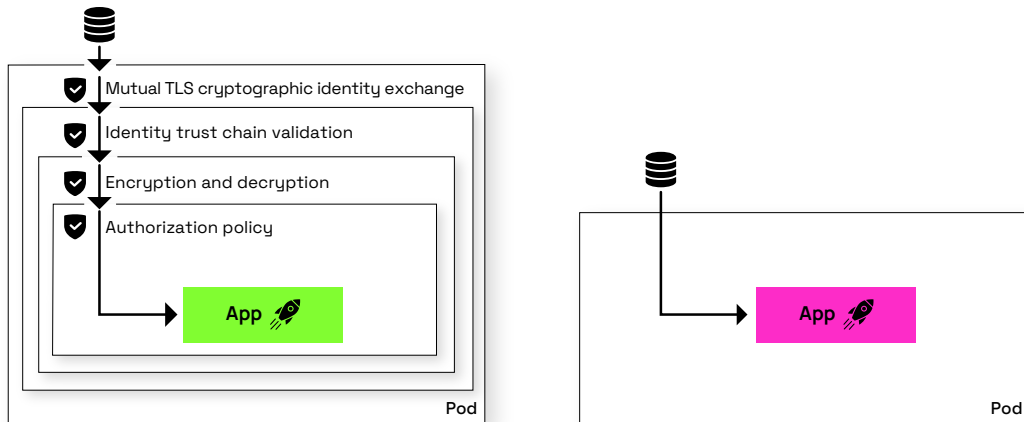 Mutual TLS cryptographic identity exchange
Identity trust chain validation
Encryption and decryption
Authorization policy
App
Pod
App
Pod